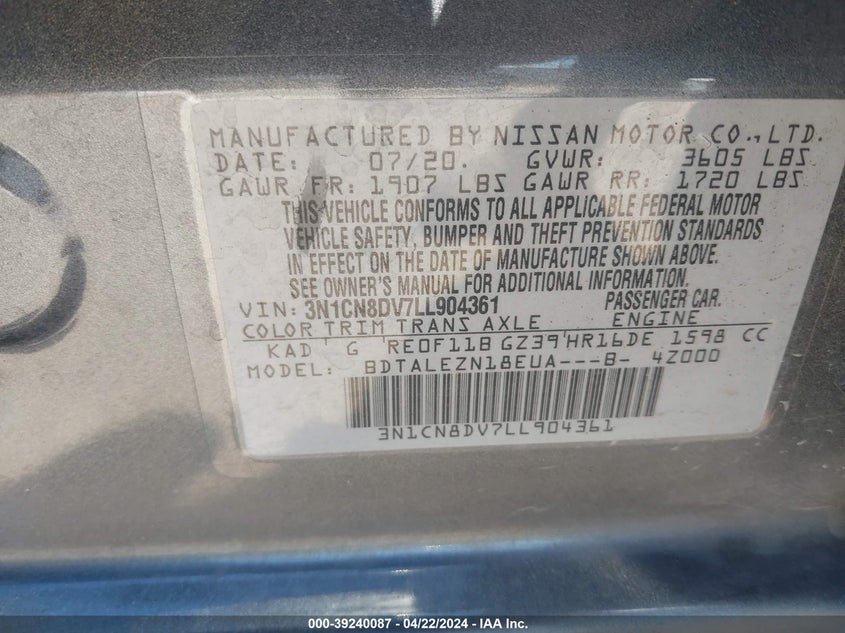 MANUFACTURED BY NISSAN MOTOR CO., LTD.
DATE: 07/20. GVWR: 3605 LBS
GAWR FR: 1907 LBS GAWR RR: 1720 LBS
THIS VEHICLE CONFORMS TO ALL APPLICABLE FEDERAL MOTOR
VEHICLE SAFETY, BUMPER AND THEFT PREVENTION STANDARDS
IN EFFECT ON THE DATE OF MANUFACTURE SHOWN ABOVE.
SEE OWNER'S MANUAL FOR ADDITIONAL INFORMATION.
VIN: 3N1CN8DV7LL904361 PASSENGER CAR.
COLOR TRIM TRANS AXLE ENGINE
KAD G RE0F11B GZ39 HR16DE 1598 CC
MODEL: BDTALEZN18EUA---B- 4Z000
3N1CN8DV7LL904361
000-39240087 - 04/22/2024 - IAA Inc.